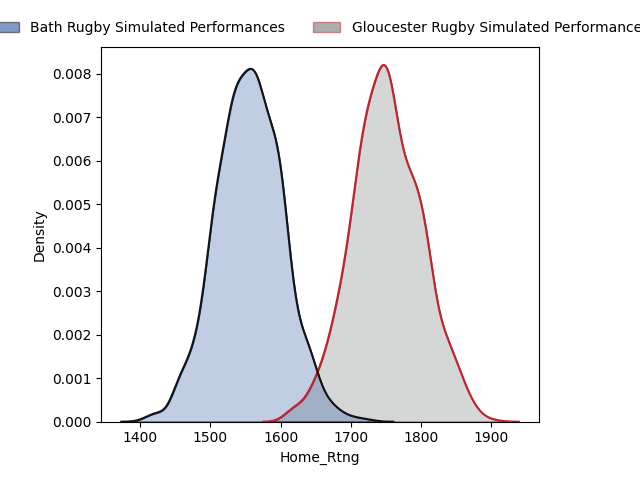 Bath Rugby Simulated Performances Gloucester Rugby Simulated Performance
0.008
0.007
0.006
0.005
0.004
0.003
0.002
0.001
0.000
Density
1400 1500 1600 1700 1800 1900
Home_Rtng